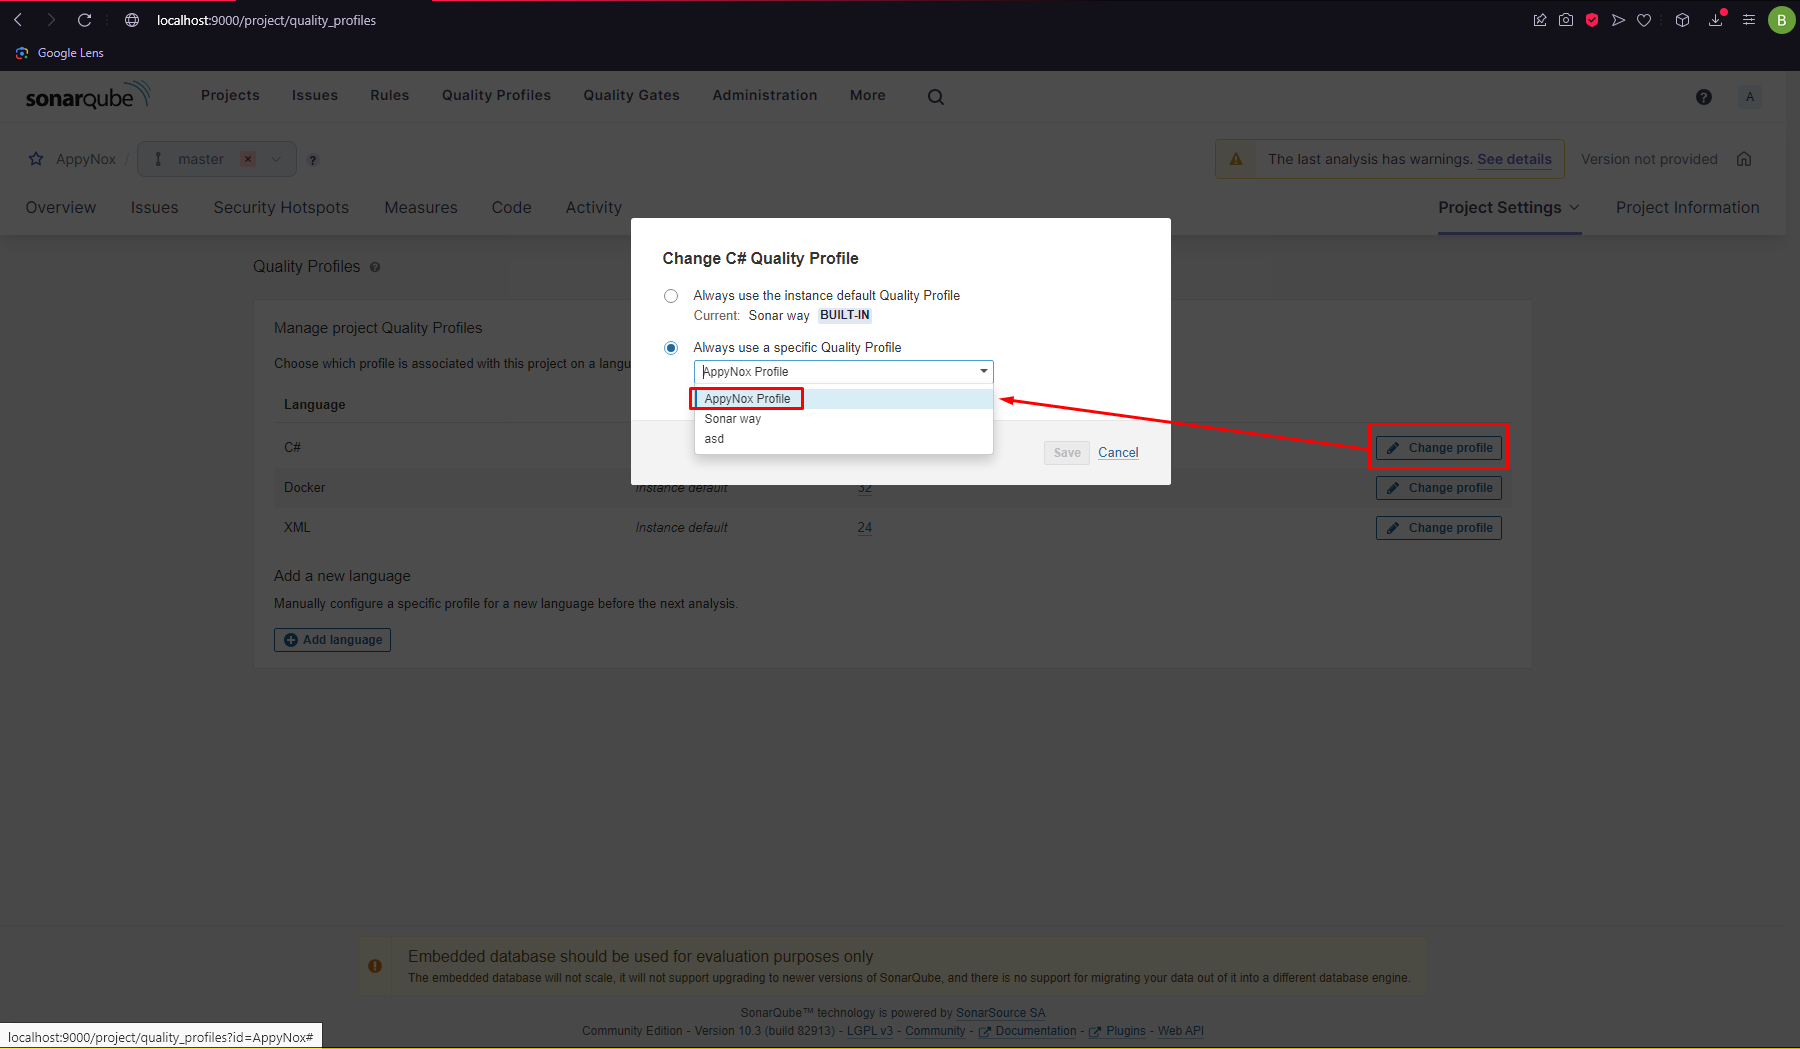 localhost:9000/project/quality_profiles
B
Google Lens
sonarqube
Projects Issues Rules Quality Profiles Quality Gates Administration More
? A
AppyNox / master ?
The last analysis has warnings. See details
Version not provided
Overview Issues Security Hotspots Measures Code Activity
Project Settings Project Information
Quality Profiles ?
Manage project Quality Profiles
Choose which profile is associated with this project on a langu
Language
C# Change profile
Docker Instance default 32 Change profile
XML Instance default 24 Change profile
Add a new language
Manually configure a specific profile for a new language before the next analysis.
Add language
Change C# Quality Profile
Always use the instance default Quality Profile
Current: Sonar way BUILT-IN
Always use a specific Quality Profile
AppyNox Profile
AppyNox Profile
Sonar way
asd
Save Cancel
Embedded database should be used for evaluation purposes only
The embedded database will not scale, it will not support upgrading to newer versions of SonarQube, and there is no support for migrating your data out of it into a different database engine.
SonarQube™ technology is powered by SonarSource SA
Community Edition - Version 10.3 (build 82913) - LGPL v3 - Community - Documentation - Plugins - Web API
localhost:9000/project/quality_profiles?id=AppyNox#